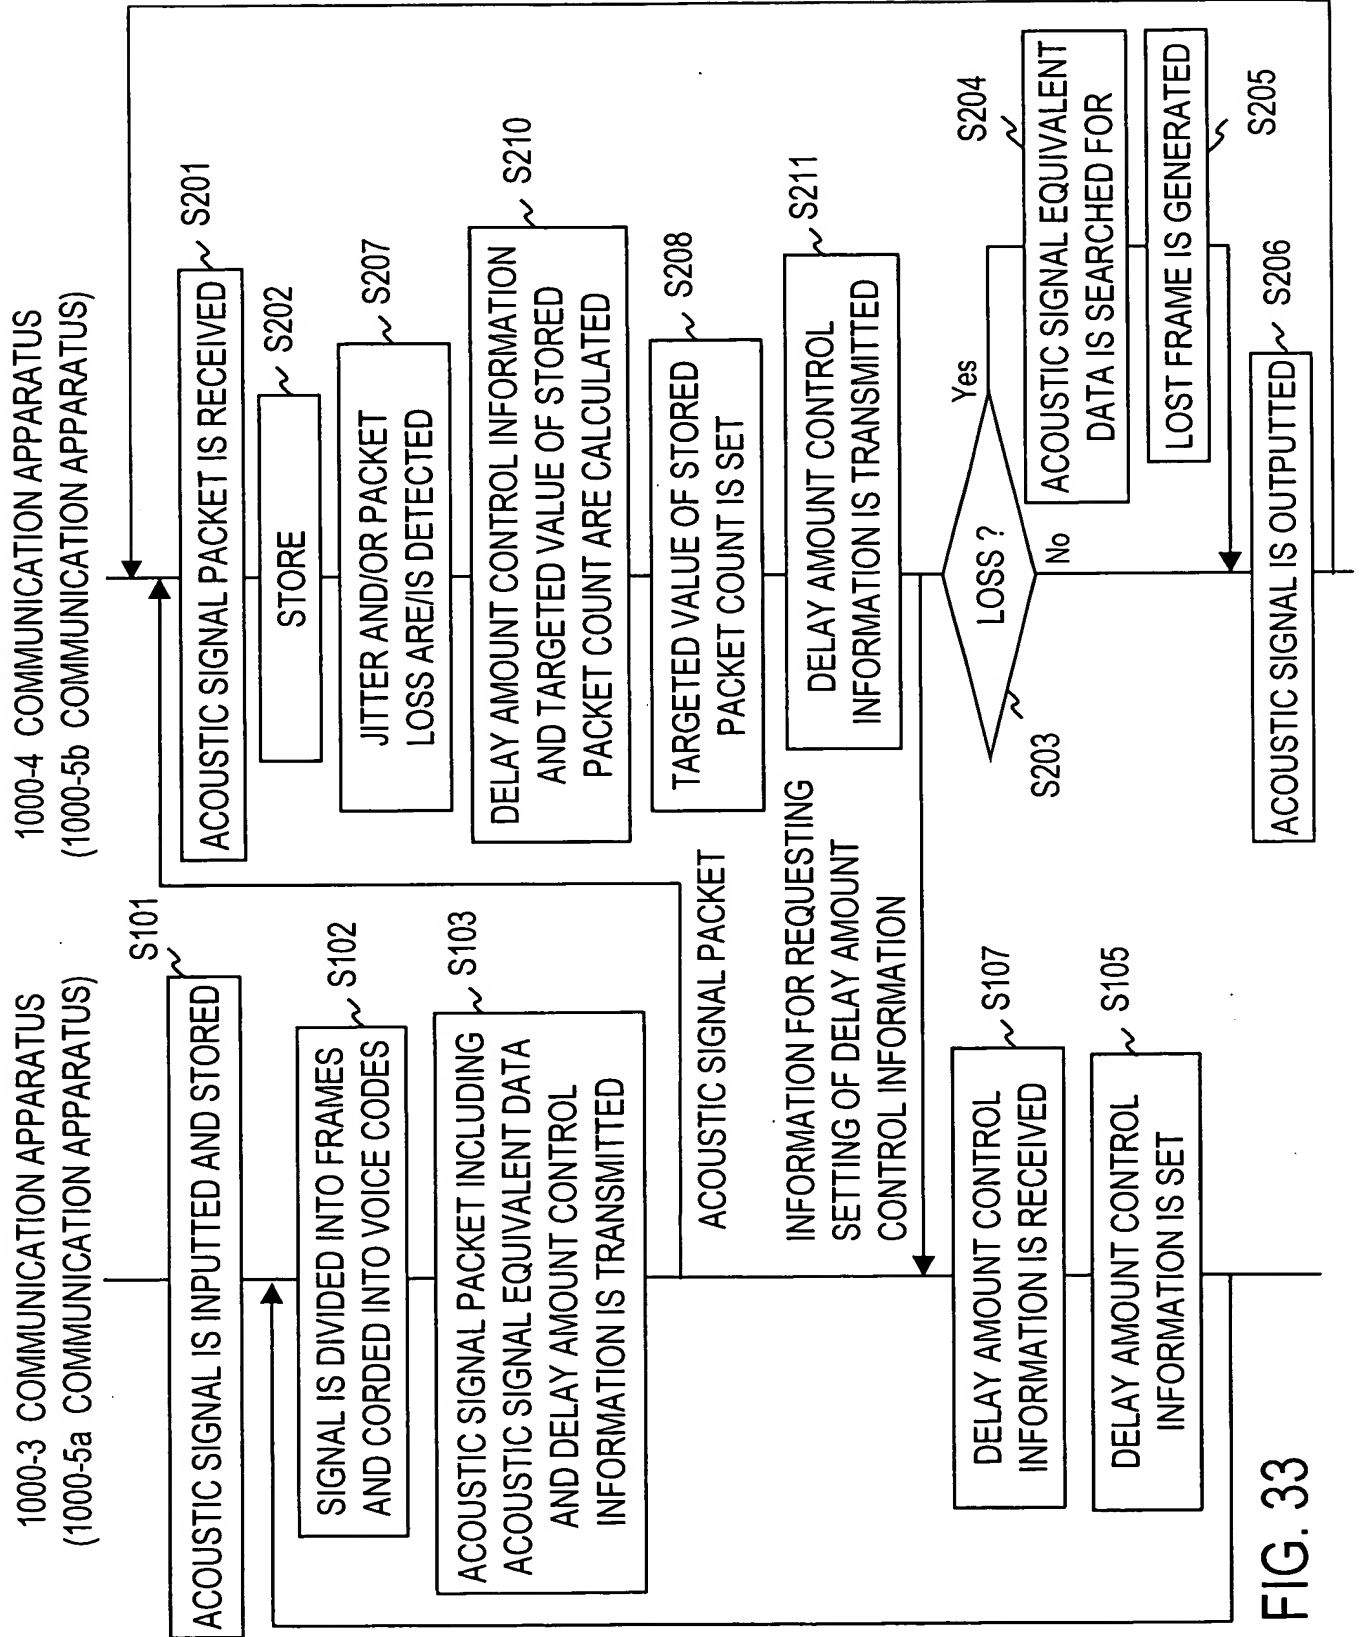 1000-3 COMMUNICATION APPARATUS
(1000-5a COMMUNICATION APPARATUS)
S101
ACOUSTIC SIGNAL IS INPUTTED AND STORED
S102
SIGNAL IS DIVIDED INTO FRAMES
AND CORDED INTO VOICE CODES
S103
ACOUSTIC SIGNAL PACKET INCLUDING
ACOUSTIC SIGNAL EQUIVALENT DATA
AND DELAY AMOUNT CONTROL
INFORMATION IS TRANSMITTED
ACOUSTIC SIGNAL PACKET
INFORMATION FOR REQUESTING
SETTING OF DELAY AMOUNT
CONTROL INFORMATION
S107
DELAY AMOUNT CONTROL
INFORMATION IS RECEIVED
S105
DELAY AMOUNT CONTROL
INFORMATION IS SET
1000-4 COMMUNICATION APPARATUS
(1000-5b COMMUNICATION APPARATUS)
S201
ACOUSTIC SIGNAL PACKET IS RECEIVED
S202
STORE
S207
JITTER AND/OR PACKET
LOSS ARE/IS DETECTED
S210
DELAY AMOUNT CONTROL INFORMATION
AND TARGETED VALUE OF STORED
PACKET COUNT ARE CALCULATED
S208
TARGETED VALUE OF STORED
PACKET COUNT IS SET
S211
DELAY AMOUNT CONTROL
INFORMATION IS TRANSMITTED
S203
LOSS ?
Yes
No
S204
ACOUSTIC SIGNAL EQUIVALENT
DATA IS SEARCHED FOR
LOST FRAME IS GENERATED
S205
S206
ACOUSTIC SIGNAL IS OUTPUTTED
FIG. 33